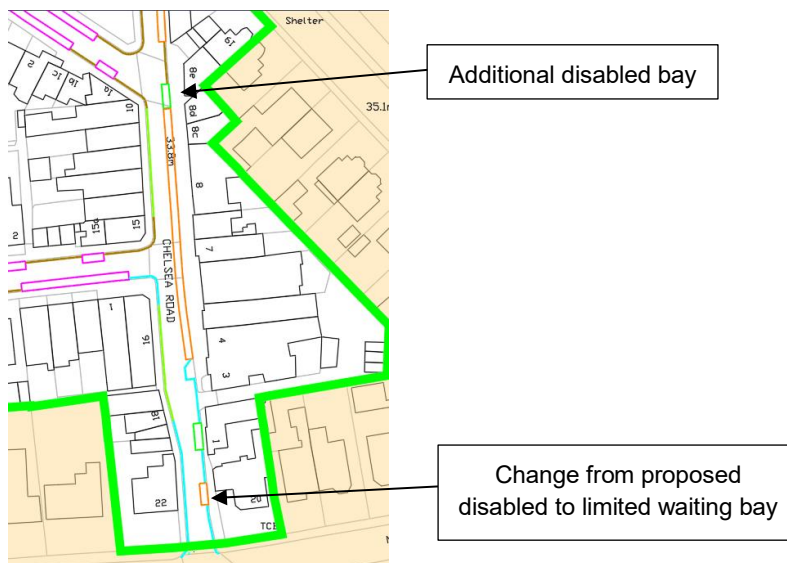 Shelter
Additional disabled bay
35.1m
19
8e
8d
8c
2
1c
1b
1a
10
33.8m
8
15a
15
2
7
CHELSEA ROAD
1
16
4
3
18
1
22
2a
Change from proposed
disabled to limited waiting bay